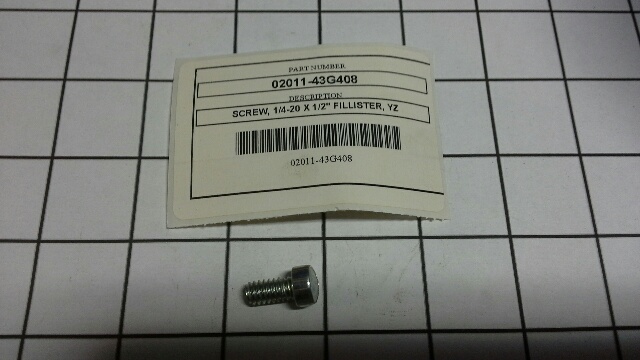 PART NUMBER
02011-43G408
DESCRIPTION
SCREW, 1/4-20 X 1/2" FILLISTER, YZ
02011-43G408